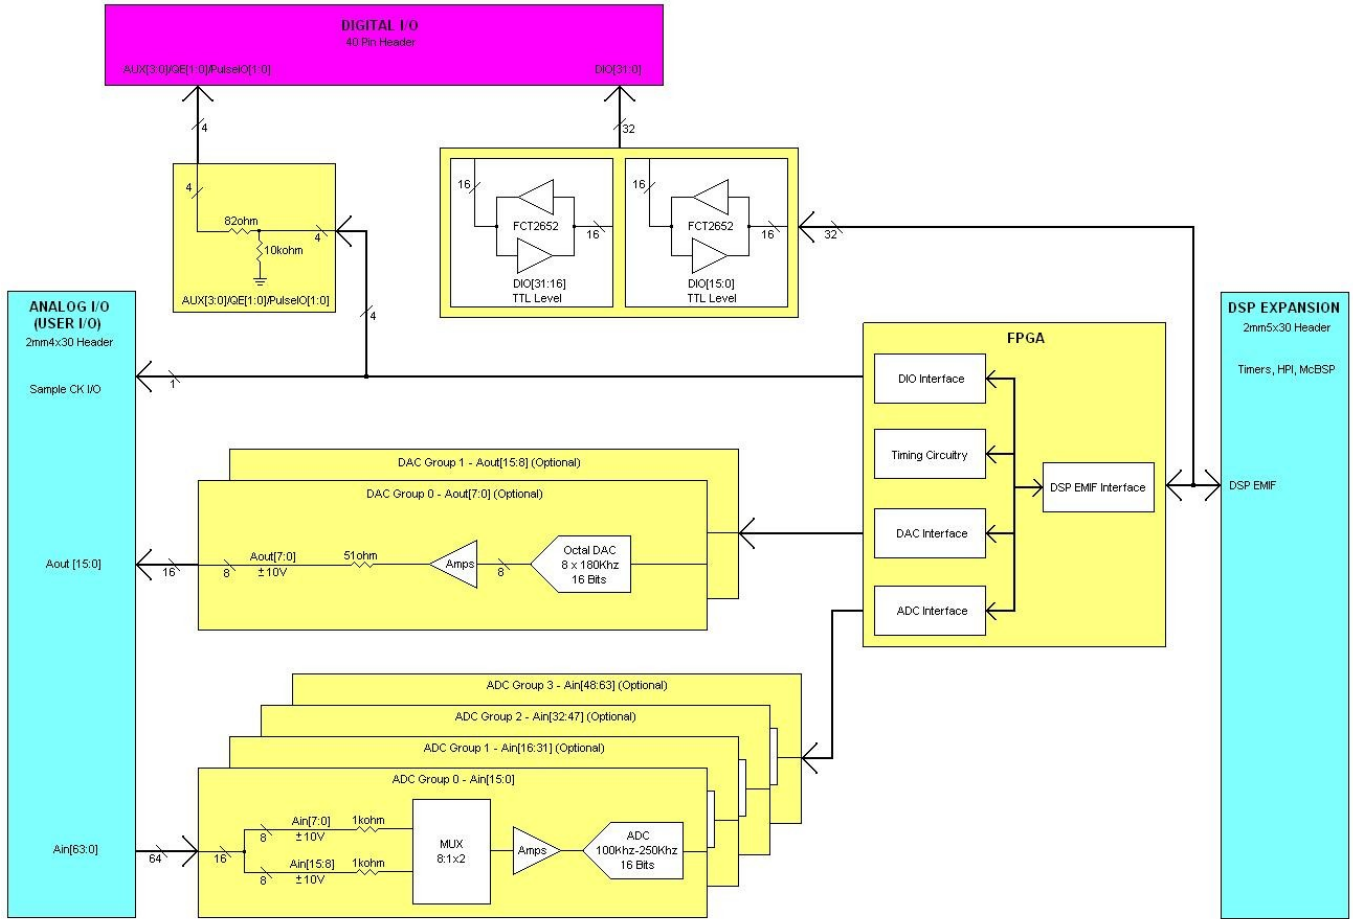 DIGITAL I/O
40 Pin Header
AUX[3:0]/QE[1:0]/PulseIO[1:0]
DIO[31:0]
4
32
4
82ohm
4
10kohm
AUX[3:0]/QE[1:0]/PulseIO[1:0]
16
FCT2652
16
DIO[31:16]
TTL Level
16
FCT2652
16
DIO[15:0]
TTL Level
32
4
ANALOG I/O
(USER I/O)
2mm4x30 Header
Sample CK I/O
1
Aout [15:0]
16
Ain[63:0]
64
DAC Group 1 - Aout[15:8] (Optional)
DAC Group 0 - Aout[7:0] (Optional)
8
Aout[7:0]
±10V
51ohm
Amps
8
Octal DAC
8 x 180Khz
16 Bits
ADC Group 3 - Ain[48:63] (Optional)
ADC Group 2 - Ain[32:47] (Optional)
ADC Group 1 - Ain[16:31] (Optional)
ADC Group 0 - Ain[15:0]
16
8
Ain[7:0]
±10V
1kohm
8
Ain[15:8]
±10V
1kohm
MUX
8:1x2
Amps
ADC
100Khz-250Khz
16 Bits
FPGA
DIO Interface
Timing Circuitry
DAC Interface
ADC Interface
DSP EMIF Interface
DSP EXPANSION
2mm5x30 Header
Timers, HPI, McBSP
DSP EMIF